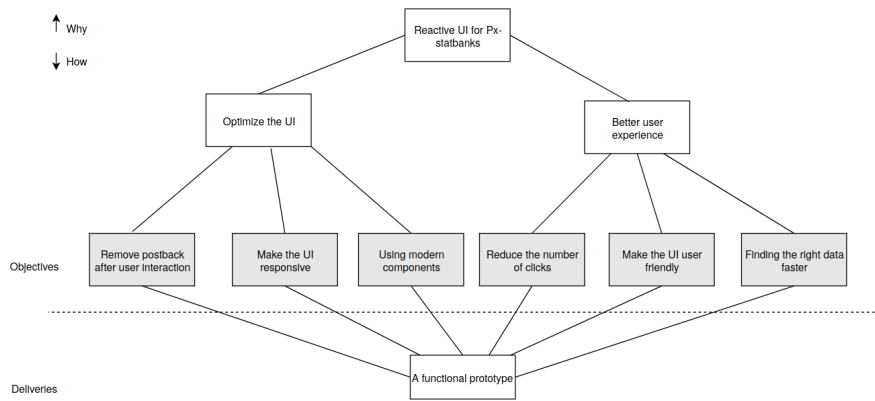 Why
How
Reactive UI for Px-
statbanks
Optimize the UI
Better user
experience
Objectives
Remove postback
after user interaction
Make the UI
responsive
Using modern
components
Reduce the number
of clicks
Make the UI user
friendly
Finding the right data
faster
Deliveries
A functional prototype